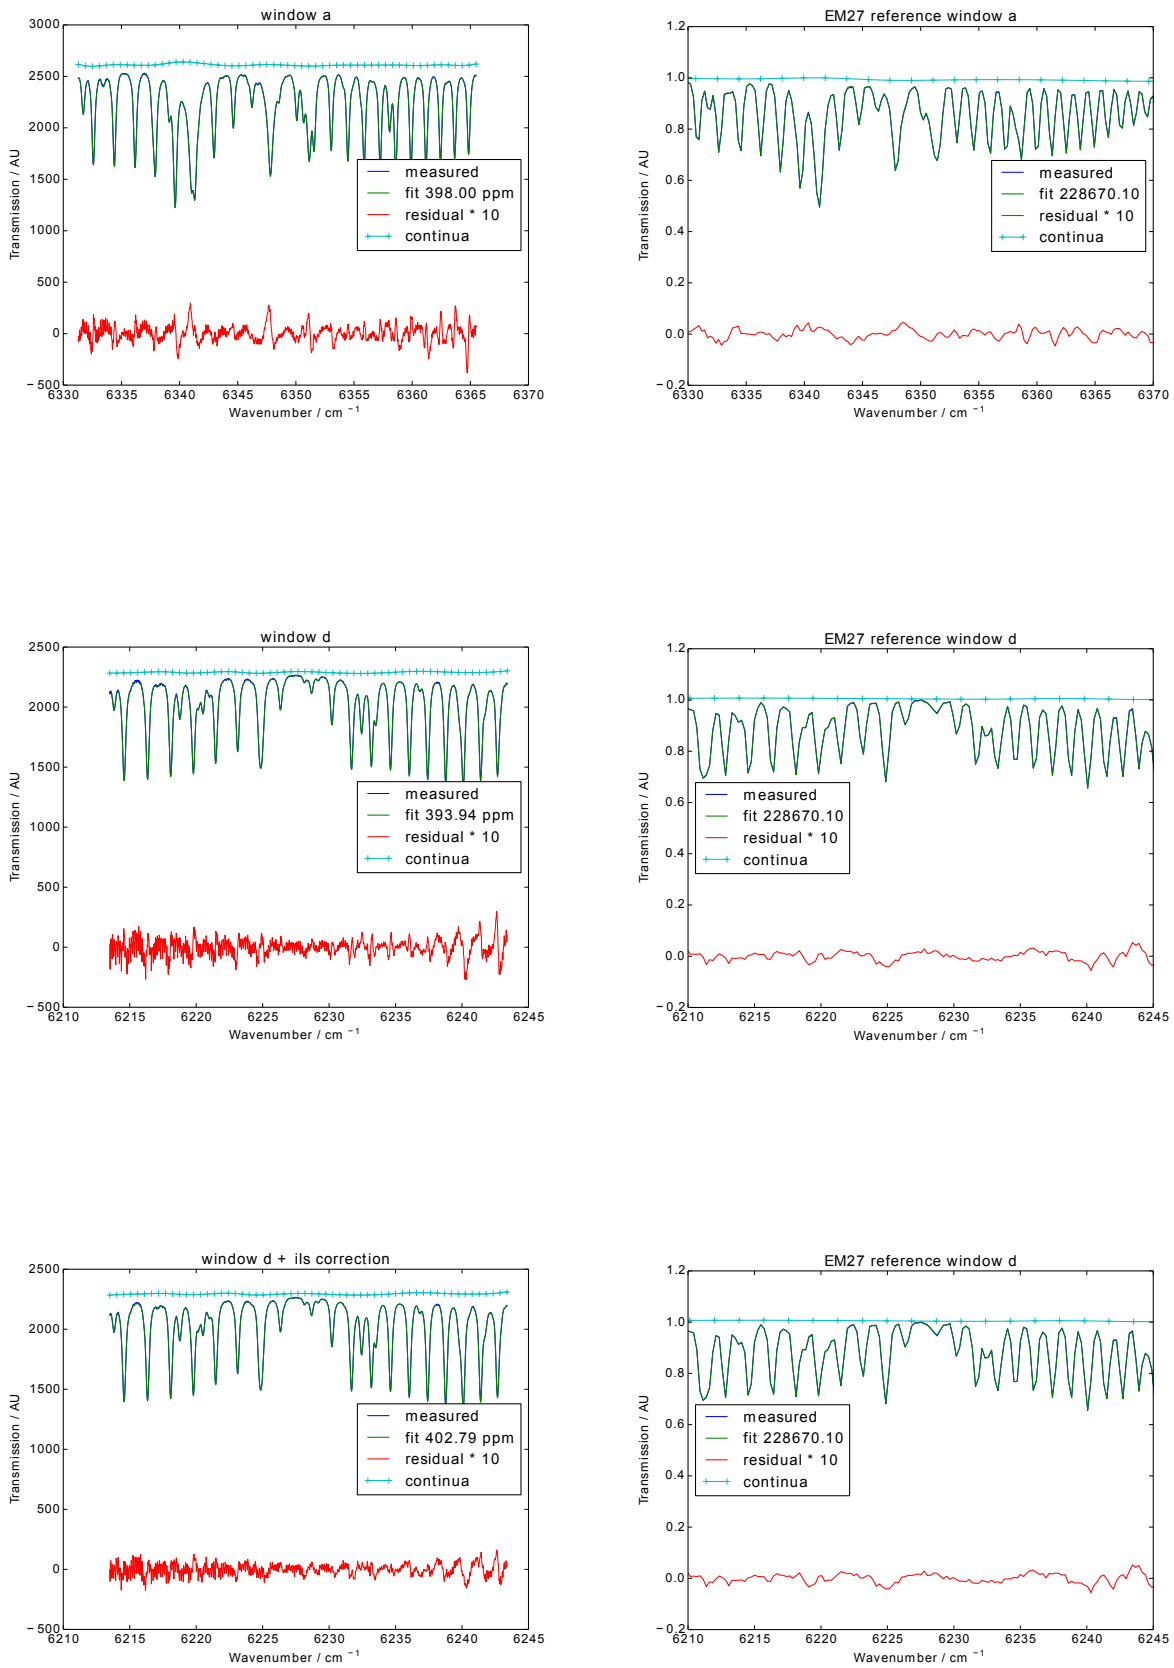 window a
3000
2500
2000
1500
1000
500
0
−500
Transmission / AU
measured
fit 398.00 ppm
residual * 10
continua
6330 6335 6340 6345 6350 6355 6360 6365 6370
Wavenumber / cm −1
EM27 reference window a
1.2
1.0
0.8
0.6
0.4
0.2
0.0
−0.2
Transmission / AU
measured
fit 228670.10
residual * 10
continua
6330 6335 6340 6345 6350 6355 6360 6365 6370
Wavenumber / cm −1
window d
2500
2000
1500
1000
500
0
−500
Transmission / AU
measured
fit 393.94 ppm
residual * 10
continua
6210 6215 6220 6225 6230 6235 6240 6245
Wavenumber / cm −1
EM27 reference window d
1.2
1.0
0.8
0.6
0.4
0.2
0.0
−0.2
Transmission / AU
measured
fit 228670.10
residual * 10
continua
6210 6215 6220 6225 6230 6235 6240 6245
Wavenumber / cm −1
window d + ils correction
2500
2000
1500
1000
500
0
−500
Transmission / AU
measured
fit 402.79 ppm
residual * 10
continua
6210 6215 6220 6225 6230 6235 6240 6245
Wavenumber / cm −1
EM27 reference window d
1.2
1.0
0.8
0.6
0.4
0.2
0.0
−0.2
Transmission / AU
measured
fit 228670.10
residual * 10
continua
6210 6215 6220 6225 6230 6235 6240 6245
Wavenumber / cm −1